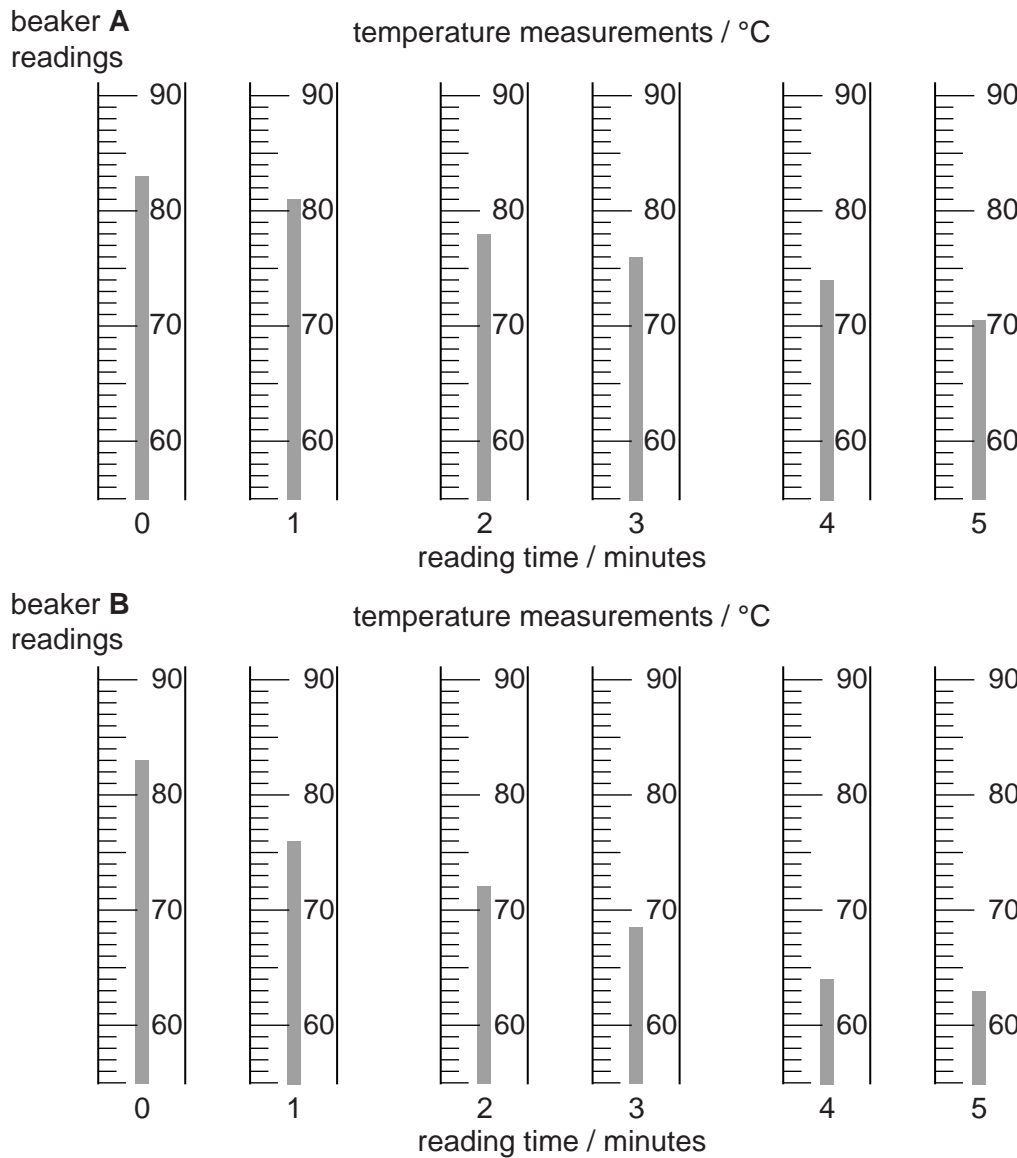 beaker A
readings
temperature measurements / °C
90 90 90 90 90 90
80 80 80 80 80 80
70 70 70 70 70 70
60 60 60 60 60 60
0 1 2 3 4 5
reading time / minutes
beaker B
readings
temperature measurements / °C
90 90 90 90 90 90
80 80 80 80 80 80
70 70 70 70 70 70
60 60 60 60 60 60
0 1 2 3 4 5
reading time / minutes